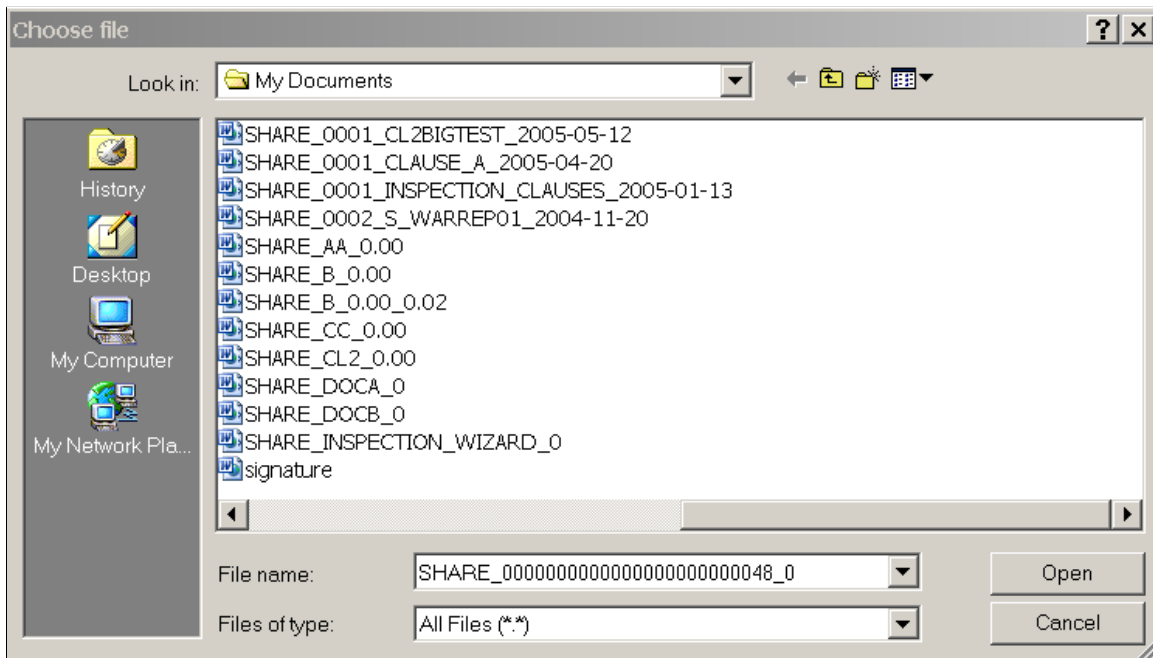 Choose file
Look in: My Documents
History
Desktop
My Computer
My Network Pla...
SHARE_0001_CL2BIGTEST_2005-05-12
SHARE_0001_CLAUSE_A_2005-04-20
SHARE_0001_INSPECTION_CLAUSES_2005-01-13
SHARE_0002_S_WARREP01_2004-11-20
SHARE_AA_0.00
SHARE_B_0.00
SHARE_B_0.00_0.02
SHARE_CC_0.00
SHARE_CL2_0.00
SHARE_DOCA_0
SHARE_DOCB_0
SHARE_INSPECTION_WIZARD_0
signature
File name: SHARE_0000000000000000000000048_0
Open
Files of type: All Files (*.*)
Cancel